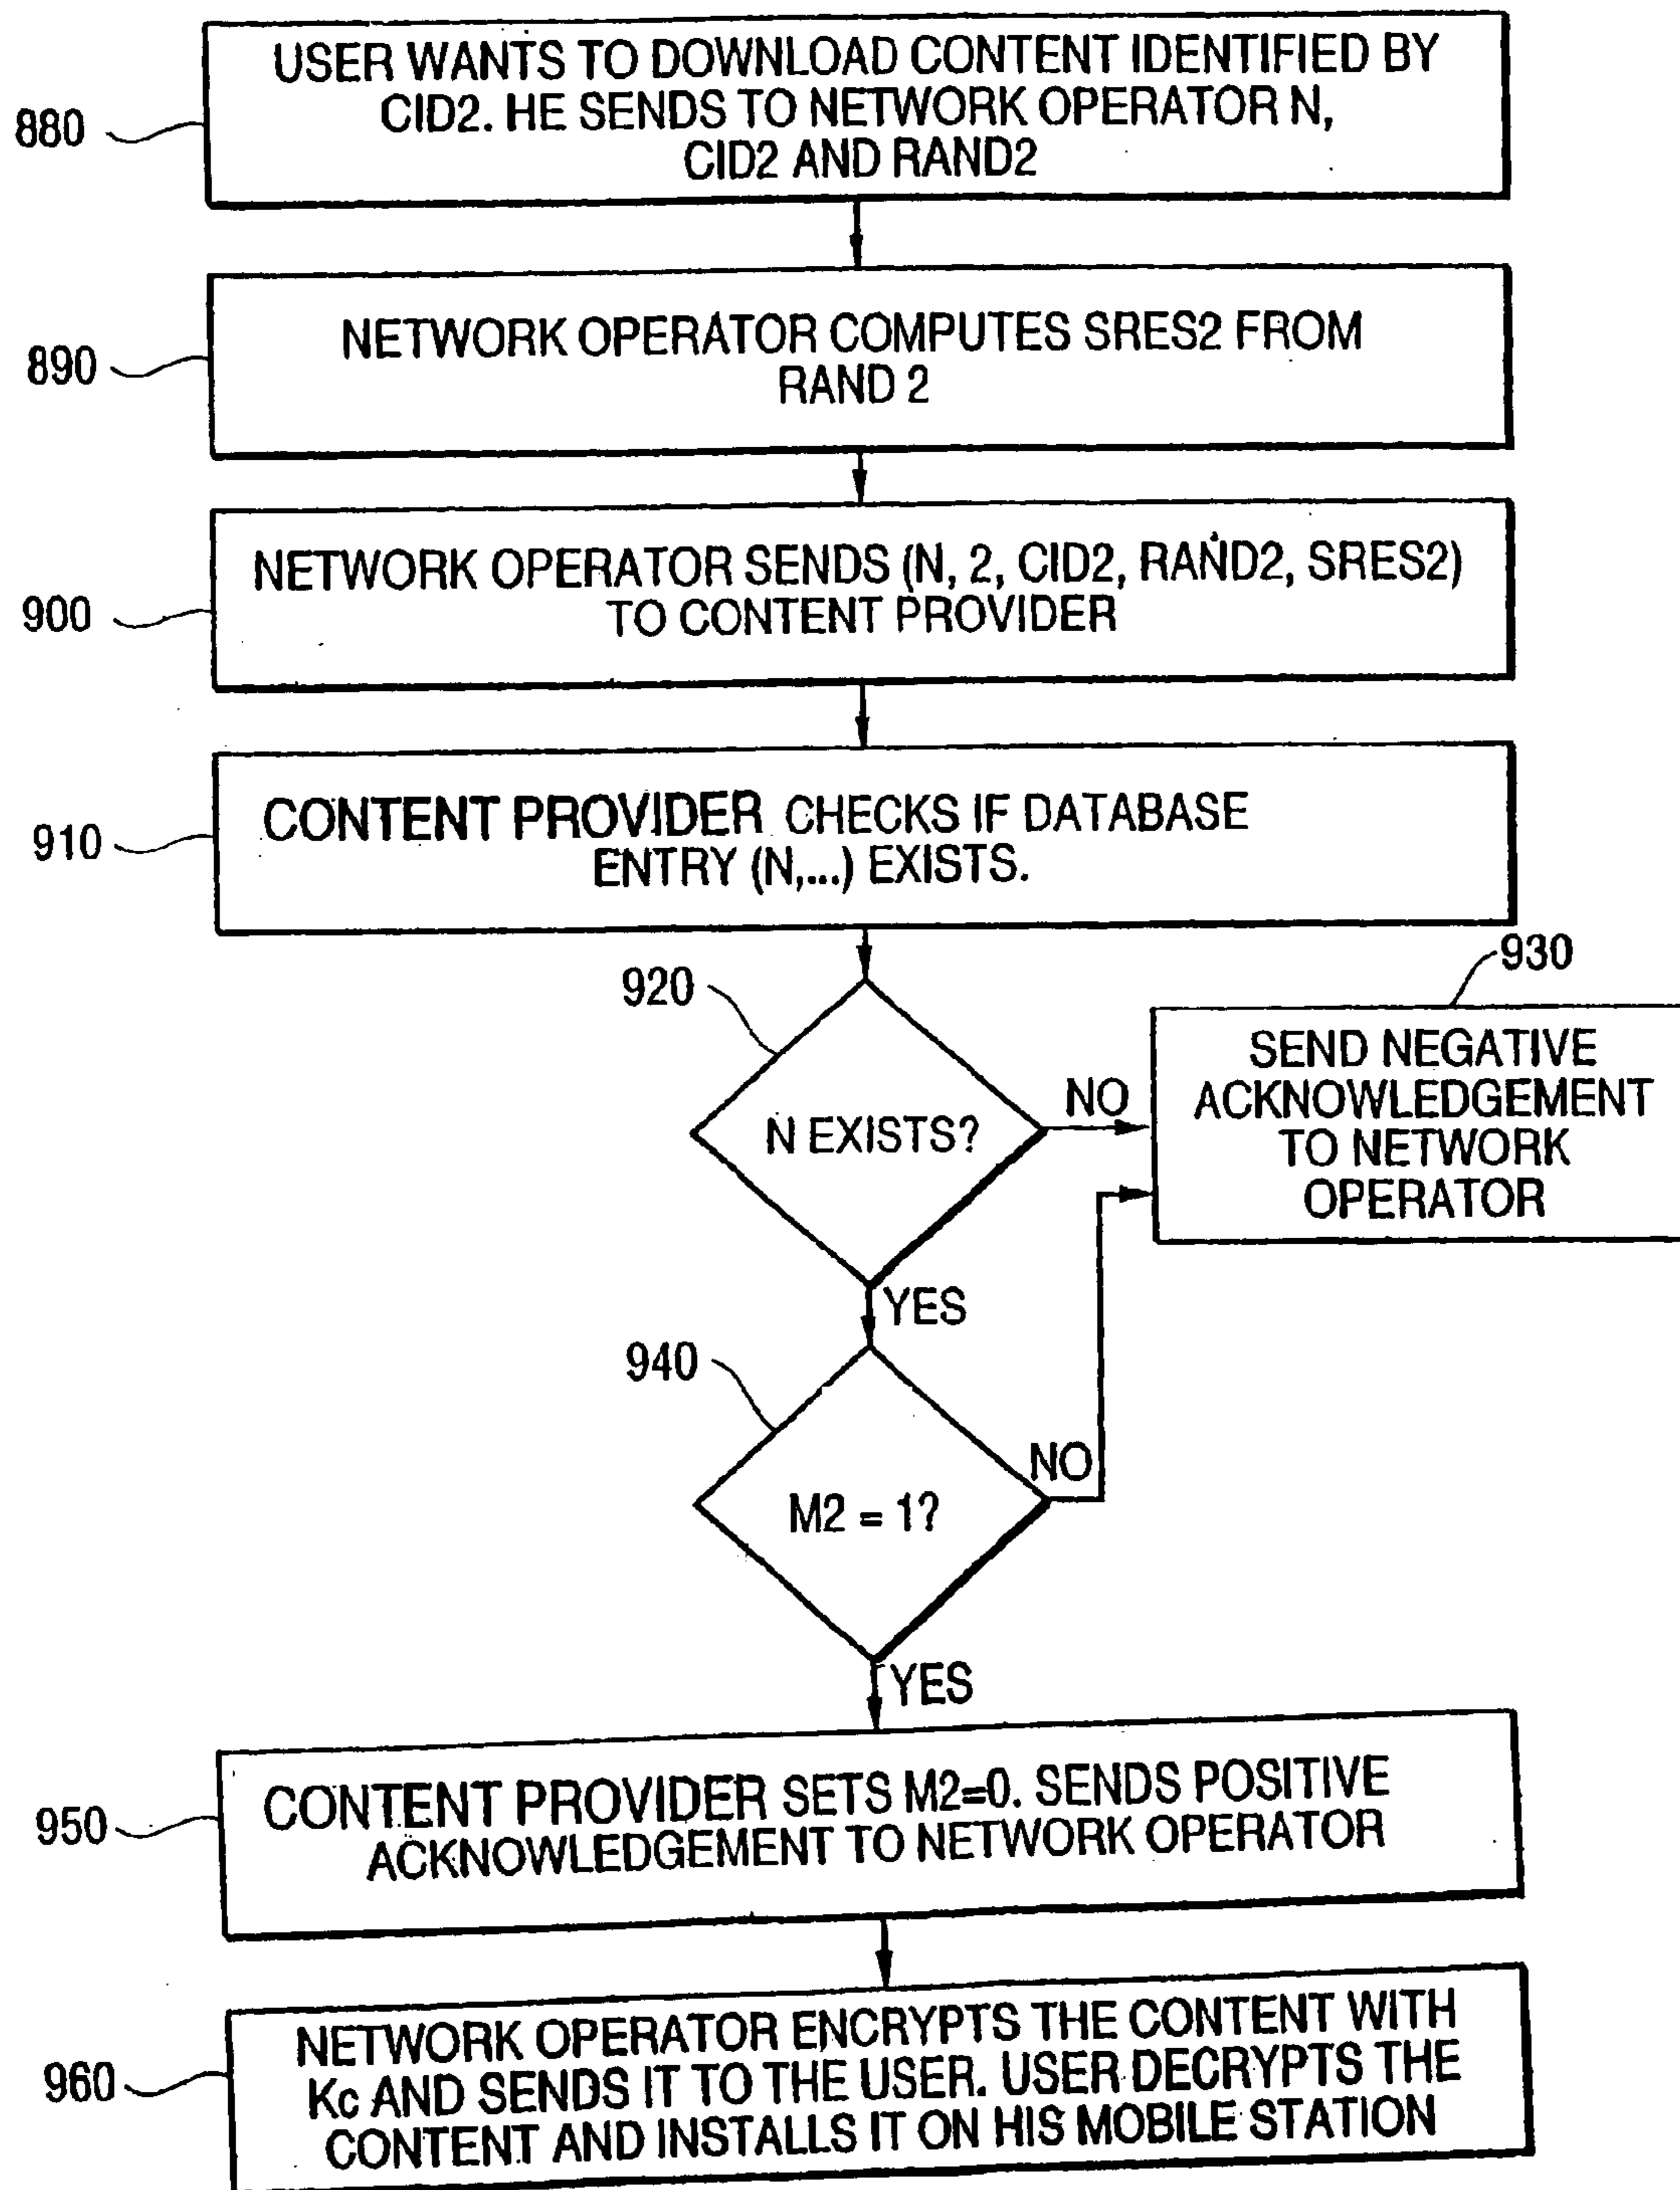 880
USER WANTS TO DOWNLOAD CONTENT IDENTIFIED BY
CID2. HE SENDS TO NETWORK OPERATOR N,
CID2 AND RAND2
890
NETWORK OPERATOR COMPUTES SRES2 FROM
RAND 2
900
NETWORK OPERATOR SENDS (N, 2, CID2, RAND2, SRES2)
TO CONTENT PROVIDER
910
CONTENT PROVIDER CHECKS IF DATABASE
ENTRY (N,...) EXISTS.
920
N EXISTS?
NO
YES
930
SEND NEGATIVE
ACKNOWLEDGEMENT
TO NETWORK
OPERATOR
940
M2 = 1?
NO
YES
950
CONTENT PROVIDER SETS M2=0. SENDS POSITIVE
ACKNOWLEDGEMENT TO NETWORK OPERATOR
960
NETWORK OPERATOR ENCRYPTS THE CONTENT WITH
Kc AND SENDS IT TO THE USER. USER DECRYPTS THE
CONTENT AND INSTALLS IT ON HIS MOBILE STATION